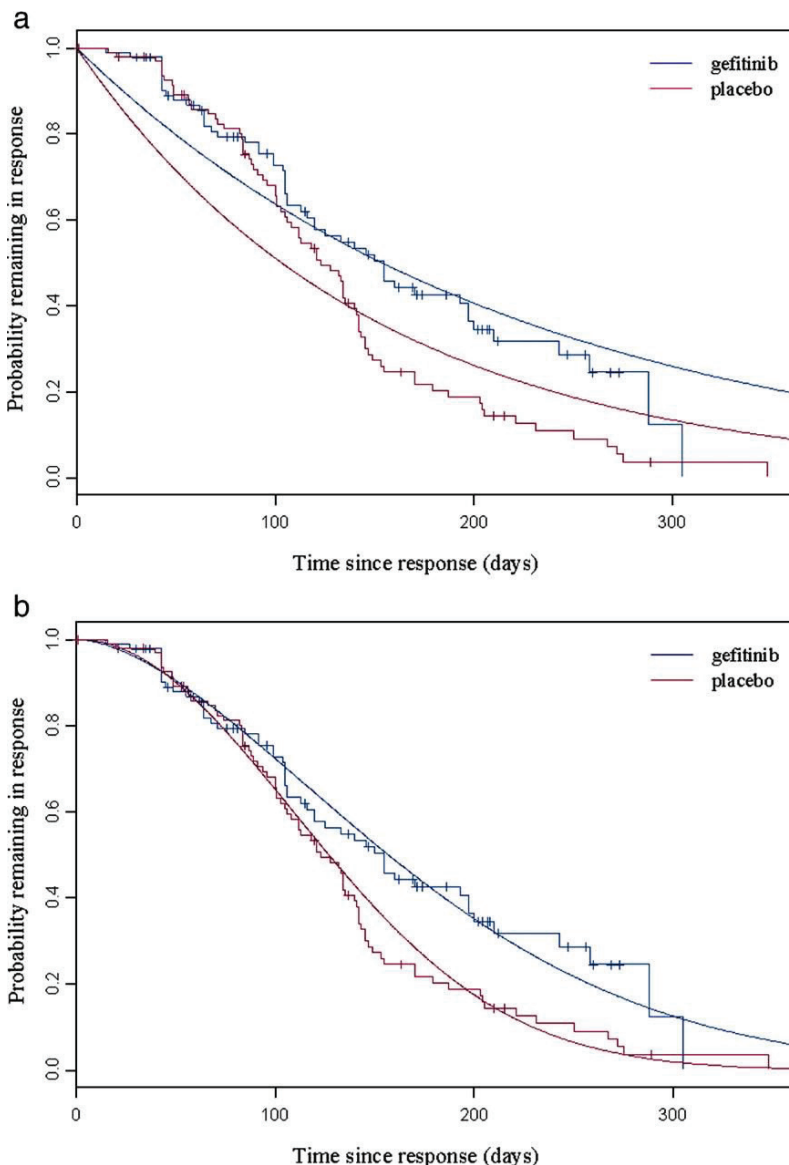 a
gefitinib
placebo
Probability remaining in response
1.0
0.8
0.6
0.4
0.2
0.0
0 100 200 300
Time since response (days)
b
gefitinib
placebo
Probability remaining in response
1.0
0.8
0.6
0.4
0.2
0.0
0 100 200 300
Time since response (days)